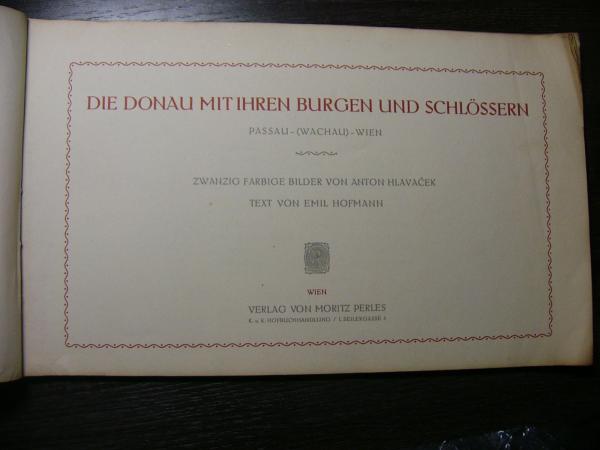 DIE DONAU MIT IHREN BURGEN UND SCHLÖSSERN
PASSAU-(WACHAU)-WIEN
ZWANZIG FARBIGE BILDER VON ANTON HLAVAČEK
TEXT VON EMIL HOFMANN
WIEN
VERLAG VON MORITZ PERLES
K. u. K. HOFBUCHHANDLUNG / I. SEILERGASSE 4